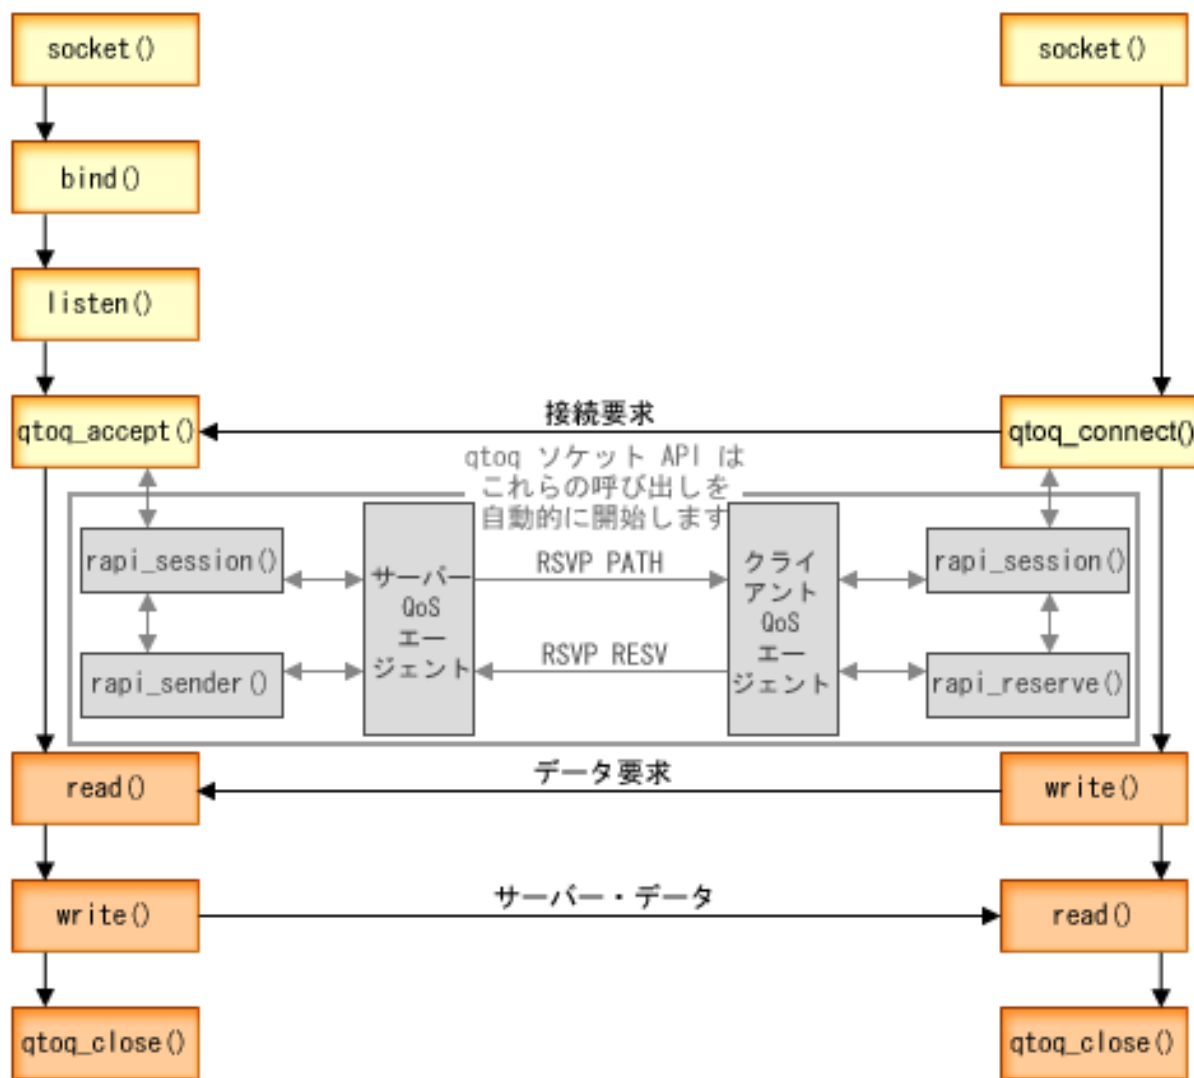 socket()
socket()
bind()
listen()
qtoq_accept()
接続要求
qtoq_connect()
qtoq ソケット API は
これらの呼び出しを
自動的に開始します
rapi_session()
サーバー
QoS
エー
ジェント
RSVP PATH
クライ
アント
QoS
エー
ジェント
rapi_session()
rapi_sender()
RSVP RESV
rapi_reserve()
read()
データ要求
write()
write()
サーバー・データ
read()
qtoq_close()
qtoq_close()